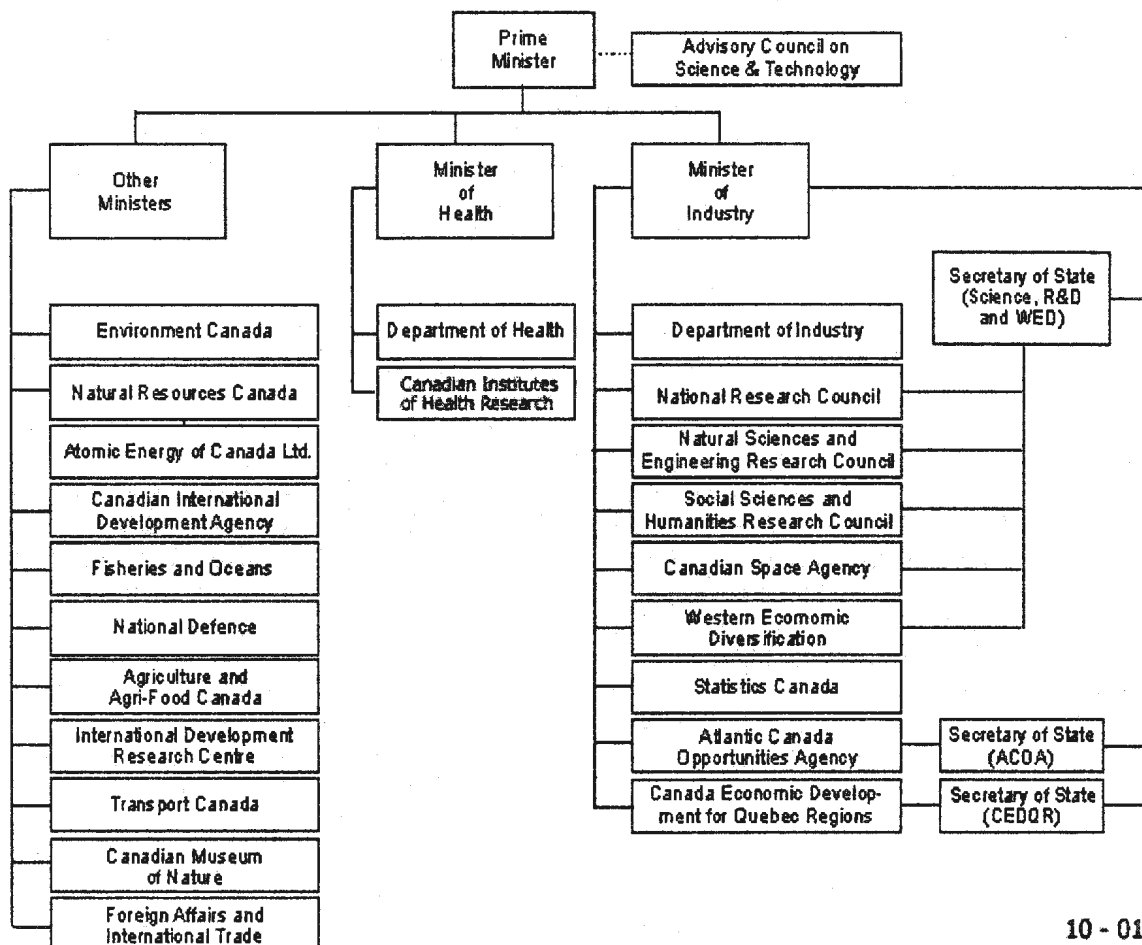 Prime
Minister
Advisory Council on
Science & Technology
Other
Ministers
Minister
of
Health
Minister
of
Industry
Secretary of State
(Science, R&D
and WED)
Environment Canada
Natural Resources Canada
Atomic Energy of Canada Ltd.
Canadian International
Development Agency
Fisheries and Oceans
National Defence
Agriculture and
Agri-Food Canada
International Development
Research Centre
Transport Canada
Canadian Museum
of Nature
Foreign Affairs and
International Trade
Department of Health
Canadian Institutes
of Health Research
Department of Industry
National Research Council
Natural Sciences and
Engineering Research Council
Social Sciences and
Humanities Research Council
Canadian Space Agency
Western Economic
Diversification
Statistics Canada
Atlantic Canada
Opportunities Agency
Canada Economic Develop-
ment for Quebec Regions
Secretary of State
(ACOA)
Secretary of State
(CEDQR)
10 - 01